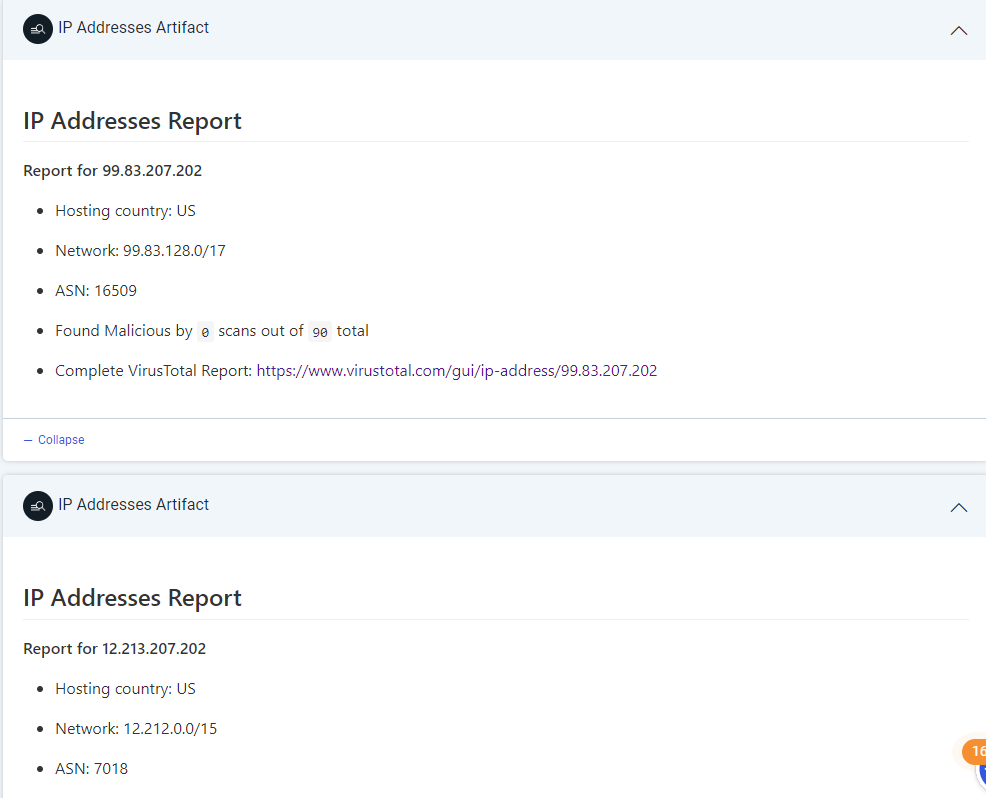 IP Addresses Artifact
IP Addresses Report
Report for 99.83.207.202
Hosting country: US
Network: 99.83.128.0/17
ASN: 16509
Found Malicious by 0 scans out of 90 total
Complete VirusTotal Report: https://www.virustotal.com/gui/ip-address/99.83.207.202
— Collapse
IP Addresses Artifact
IP Addresses Report
Report for 12.213.207.202
Hosting country: US
Network: 12.212.0.0/15
ASN: 7018
16